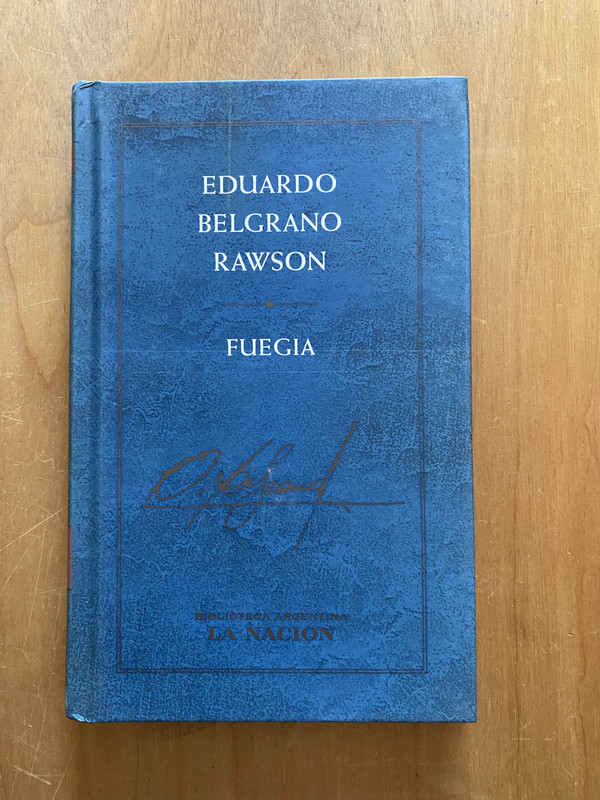 EDUARDO
BELGRANO
RAWSON
FUEGIA
BIBLIOTECA ARGENTINA
LA NACION